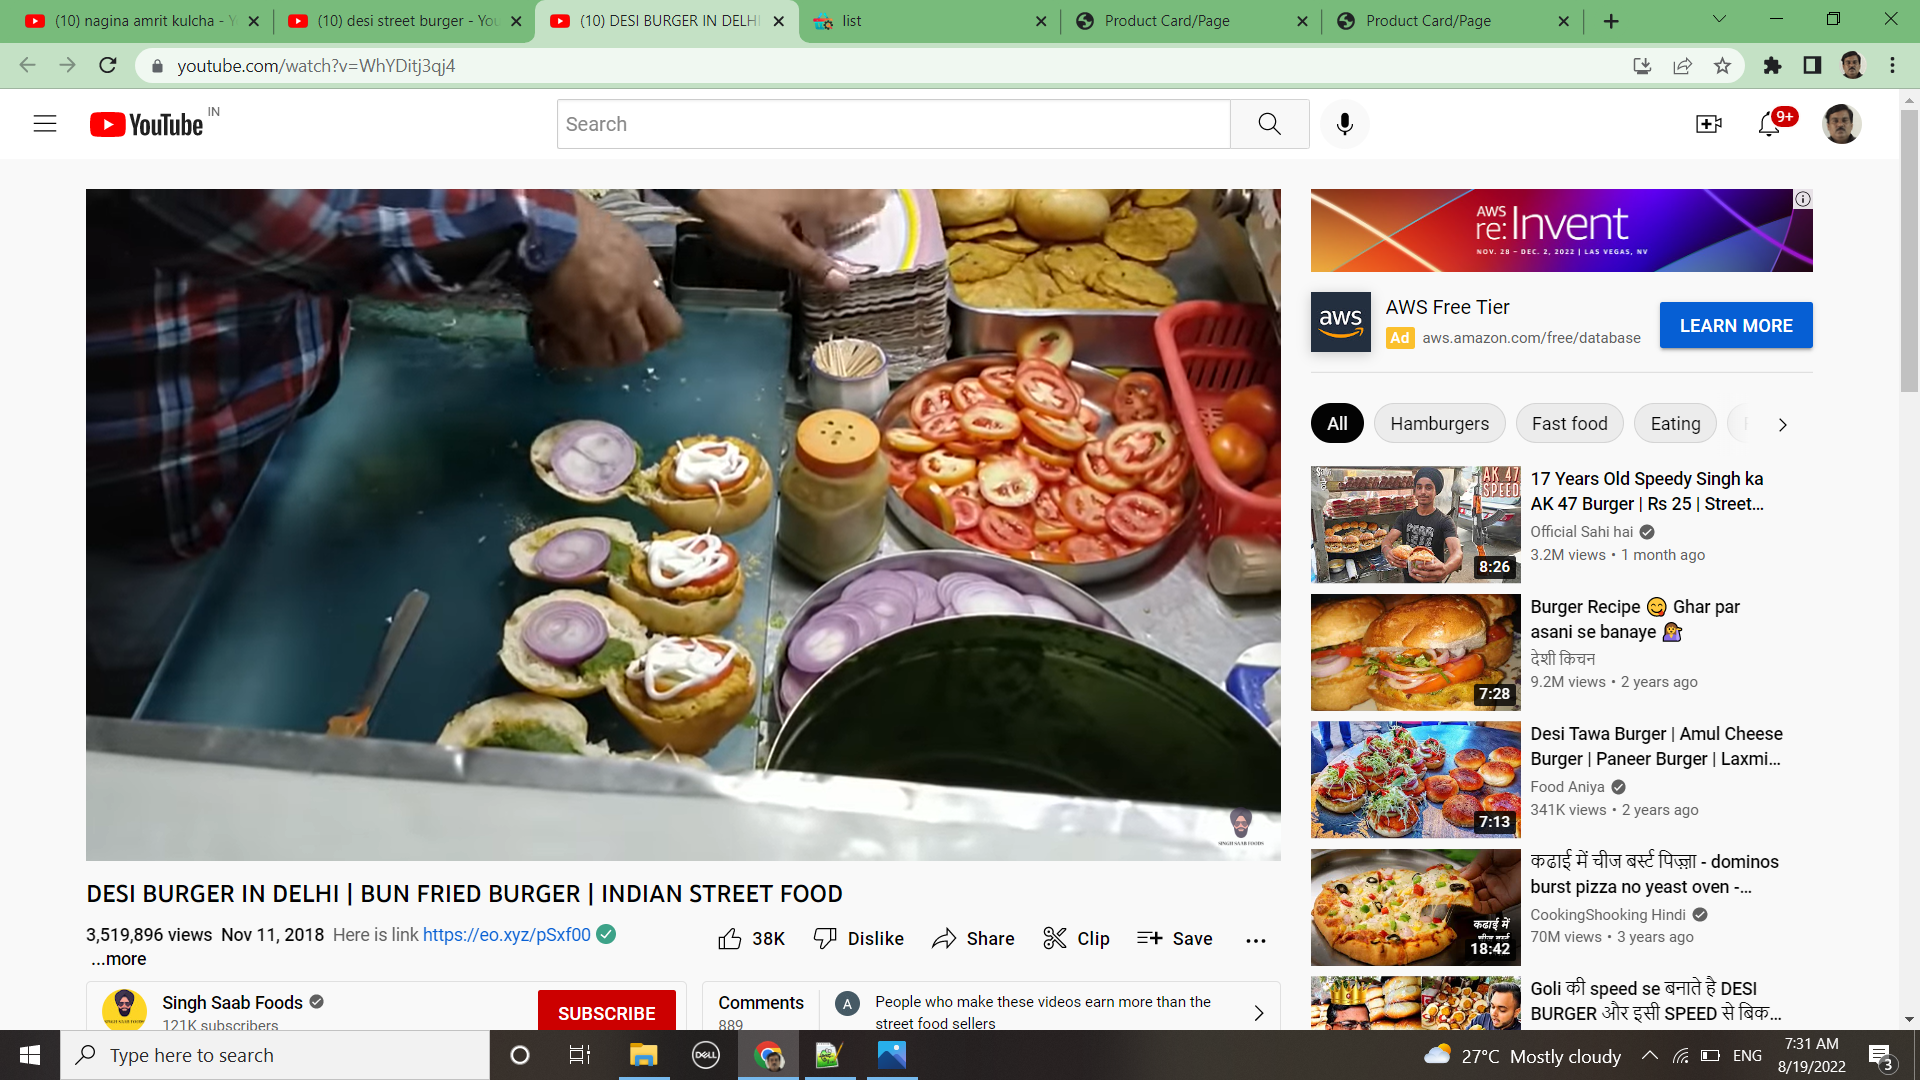 (10) nagina amrit kulcha - Y
(10) desi street burger - You
(10) DESI BURGER IN DELHI
list
Product Card/Page
Product Card/Page
youtube.com/watch?v=WhYDitj3qj4
YouTube IN
Search
9+
AWS
re:Invent
NOV. 28 – DEC. 2, 2022 | LAS VEGAS, NV
aws
AWS Free Tier
Ad aws.amazon.com/free/database
LEARN MORE
All
Hamburgers
Fast food
Eating
AK 47
SPEED
8:26
17 Years Old Speedy Singh ka
AK 47 Burger | Rs 25 | Street...
Official Sahi hai
3.2M views • 1 month ago
7:28
Burger Recipe 😋 Ghar par
asani se banaye 💁‍♀️
देशी किचन
9.2M views • 2 years ago
7:13
Desi Tawa Burger | Amul Cheese
Burger | Paneer Burger | Laxmi...
Food Aniya
341K views • 2 years ago
कढाई में
18:42
कढाई में चीज बर्स्ट पिज़्ज़ा - dominos
burst pizza no yeast oven -...
CookingShooking Hindi
70M views • 3 years ago
Goli की speed से बनाते है DESI
BURGER और इसी SPEED से बिक...
SINGH SAAB FOODS
DESI BURGER IN DELHI | BUN FRIED BURGER | INDIAN STREET FOOD
3,519,896 views Nov 11, 2018 Here is link https://eo.xyz/pSxf00
...more
38K
Dislike
Share
Clip
Save
Singh Saab Foods
121K subscribers
SUBSCRIBE
Comments
889
A
People who make these videos earn more than the
street food sellers
Type here to search
DELL
27°C Mostly cloudy
ENG
7:31 AM
8/19/2022
3